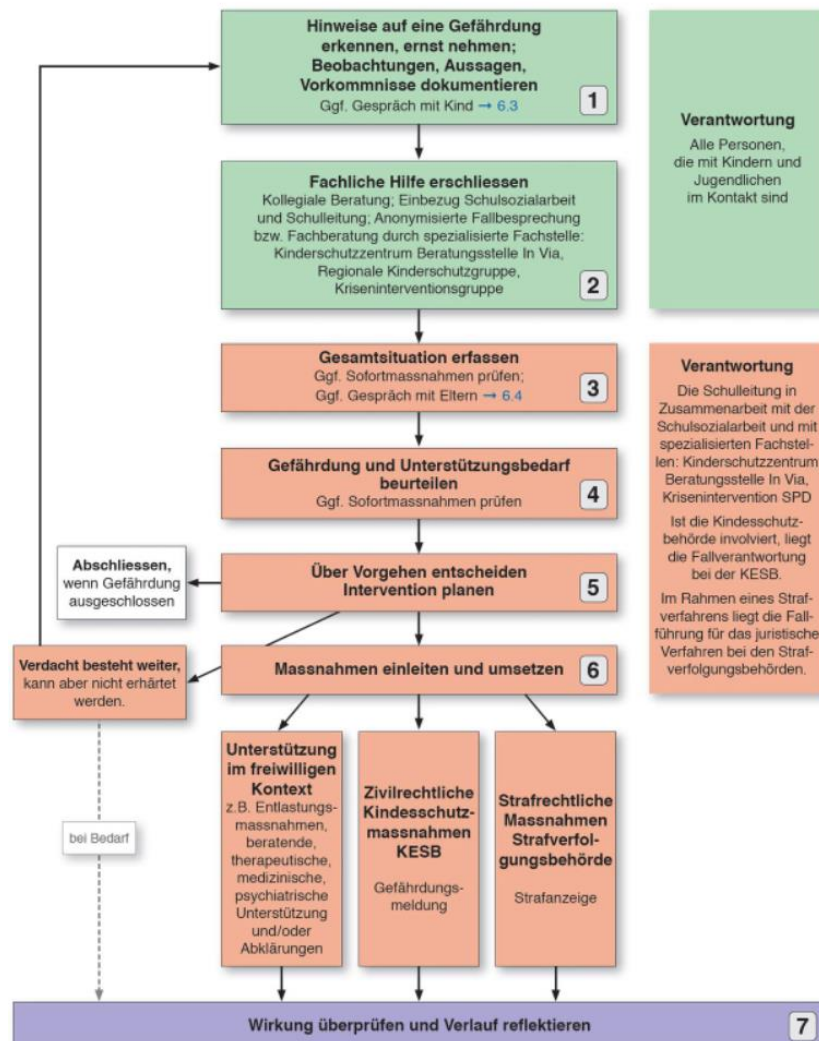 Hinweise auf eine Gefährdung
erkennen, ernst nehmen;
Beobachtungen, Aussagen,
Vorkommnisse dokumentieren
Ggf. Gespräch mit Kind → 6.3
1
Verantwortung
Alle Personen,
die mit Kindern und
Jugendlichen
im Kontakt sind
Fachliche Hilfe erschliessen
Kollegiale Beratung; Einbezug Schulsozialarbeit
und Schulleitung; Anonymisierte Fallbesprechung
bzw. Fachberatung durch spezialisierte Fachstelle:
Kinderschutzzentrum Beratungsstelle In Via,
Regionale Kinderschutzgruppe,
Kriseninterventionsgruppe
2
Gesamtsituation erfassen
Ggf. Sofortmassnahmen prüfen;
Ggf. Gespräch mit Eltern → 6.4
3
Verantwortung
Die Schulleitung in
Zusammenarbeit mit der
Schulsozialarbeit und mit
spezialisierten Fachstel-
len: Kinderschutzzentrum
Beratungsstelle In Via,
Krisenintervention SPD
Ist die Kindesschutz-
behörde involviert, liegt
die Fallverantwortung
bei der KESB.
Im Rahmen eines Straf-
verfahrens liegt die Fall-
führung für das juristische
Verfahren bei den Straf-
verfolgungsbehörden.
Gefährdung und Unterstützungsbedarf
beurteilen
Ggf. Sofortmassnahmen prüfen
4
Abschliessen,
wenn Gefährdung
ausgeschlossen
Über Vorgehen entscheiden
Intervention planen
5
Verdacht besteht weiter,
kann aber nicht erhärtet
werden.
Massnahmen einleiten und umsetzen
6
bei Bedarf
Unterstützung
im freiwilligen
Kontext
z.B. Entlastungs-
massnahmen,
beratende,
therapeutische,
medizinische,
psychiatrische
Unterstützung
und/oder
Abklärungen
Zivilrechtliche
Kindesschutz-
massnahmen
KESB
Gefährdungs-
meldung
Strafrechtliche
Massnahmen
Strafverfol-
gungsbehörde
Strafanzeige
Wirkung überprüfen und Verlauf reflektieren
7